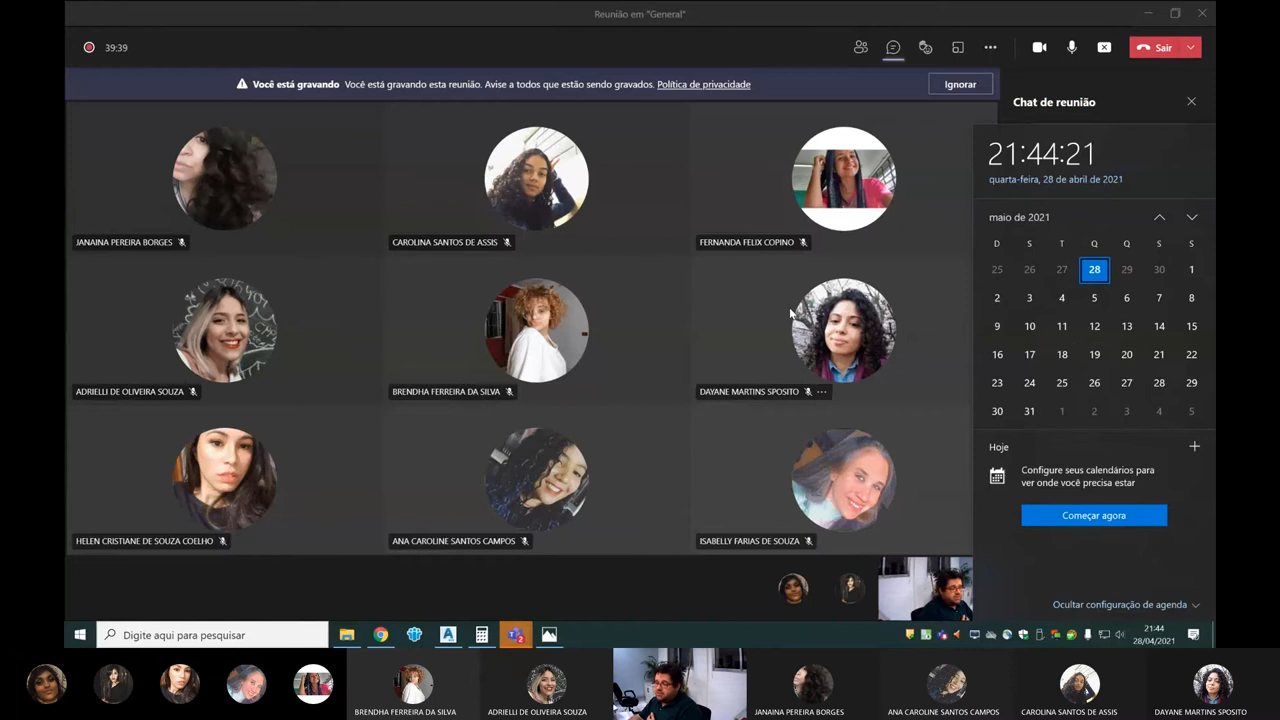 Reunião em "General"
39:39
Sair
Você está gravando Você está gravando esta reunião. Avise a todos que estão sendo gravados. Política de privacidade
Ignorar
Chat de reunião
JANAINA PEREIRA BORGES
CAROLINA SANTOS DE ASSIS
FERNANDA FELIX COPINO
ADRIELLI DE OLIVEIRA SOUZA
BRENDHA FERREIRA DA SILVA
DAYANE MARTINS SPOSITO
HELEN CRISTIANE DE SOUZA COELHO
ANA CAROLINE SANTOS CAMPOS
ISABELLY FARIAS DE SOUZA
21:44:21
quarta-feira, 28 de abril de 2021
maio de 2021
D S T Q Q S S
25 26 27 28 29 30 1
2 3 4 5 6 7 8
9 10 11 12 13 14 15
16 17 18 19 20 21 22
23 24 25 26 27 28 29
30 31 1 2 3 4 5
Hoje
Configure seus calendários para
ver onde você precisa estar
Começar agora
Ocultar configuração de agenda
Digite aqui para pesquisar
21:44
28/04/2021
BRENDHA FERREIRA DA SILVA
ADRIELLI DE OLIVEIRA SOUZA
JANAINA PEREIRA BORGES
ANA CAROLINE SANTOS CAMPOS
CAROLINA SANTOS DE ASSIS
DAYANE MARTINS SPOSITO